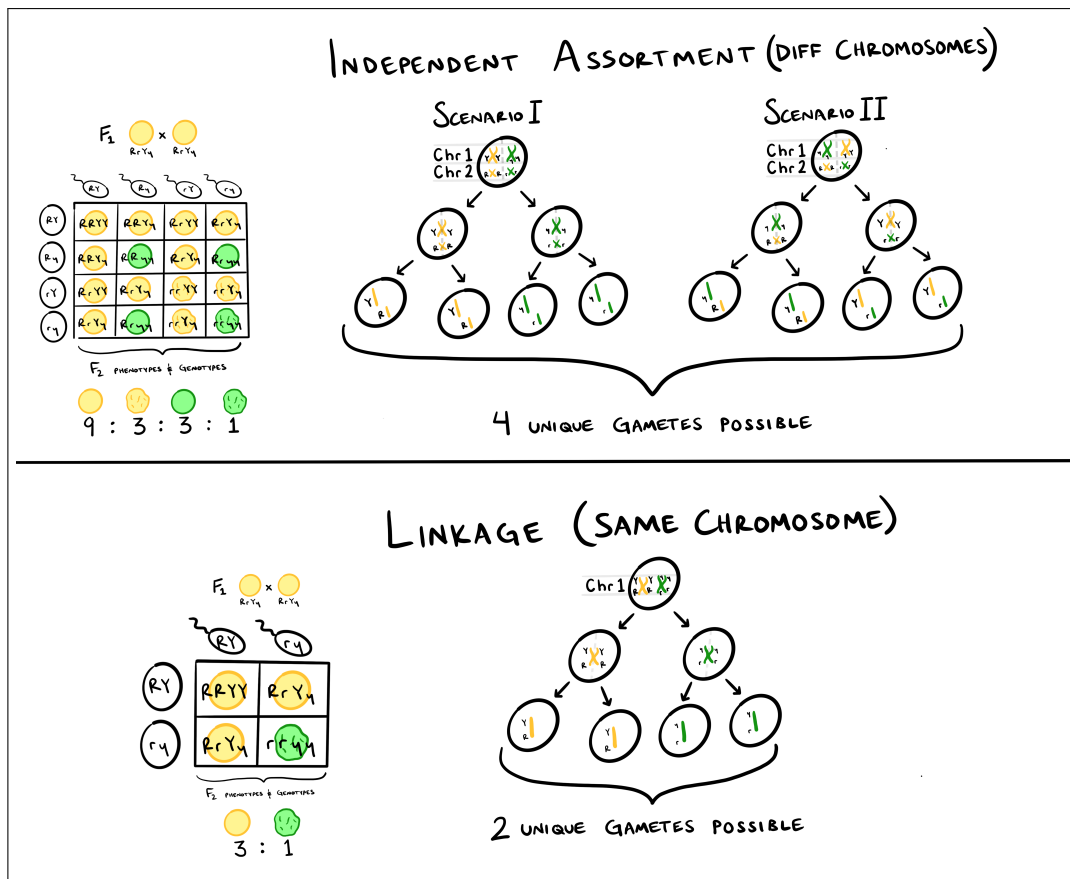 INDEPENDENT ASSORTMENT (DIFF CHROMOSOMES)
F1 x
RrYy RrYy
RY Ry rY ry
RY RRYY RRYy RrYY RrYy
Ry RRYy RRyy RrYy Rryy
rY RrYY RrYy rrYY rrYy
ry RrYy Rryy rrYy rryy
F2 PHENOTYPES & GENOTYPES
9 : 3 : 3 : 1
SCENARIO I
Chr 1 Y Y y y
Chr 2 R R r r
Y Y
R R
y y
r r
Y
R
Y
R
y
r
y
r
SCENARIO II
Chr 1 y y Y Y
Chr 2 R R r r
y y
R R
Y Y
r r
y
R
y
R
Y
r
Y
r
4 UNIQUE GAMETES POSSIBLE
LINKAGE (SAME CHROMOSOME)
F1 x
RrYy RrYy
RY ry
RY RRYY RrYy
ry RrYy rryy
F2 PHENOTYPES & GENOTYPES
3 : 1
Chr 1 Y Y y y
R R r r
Y Y
R R
y y
r r
Y
R
Y
R
y
r
y
r
2 UNIQUE GAMETES POSSIBLE